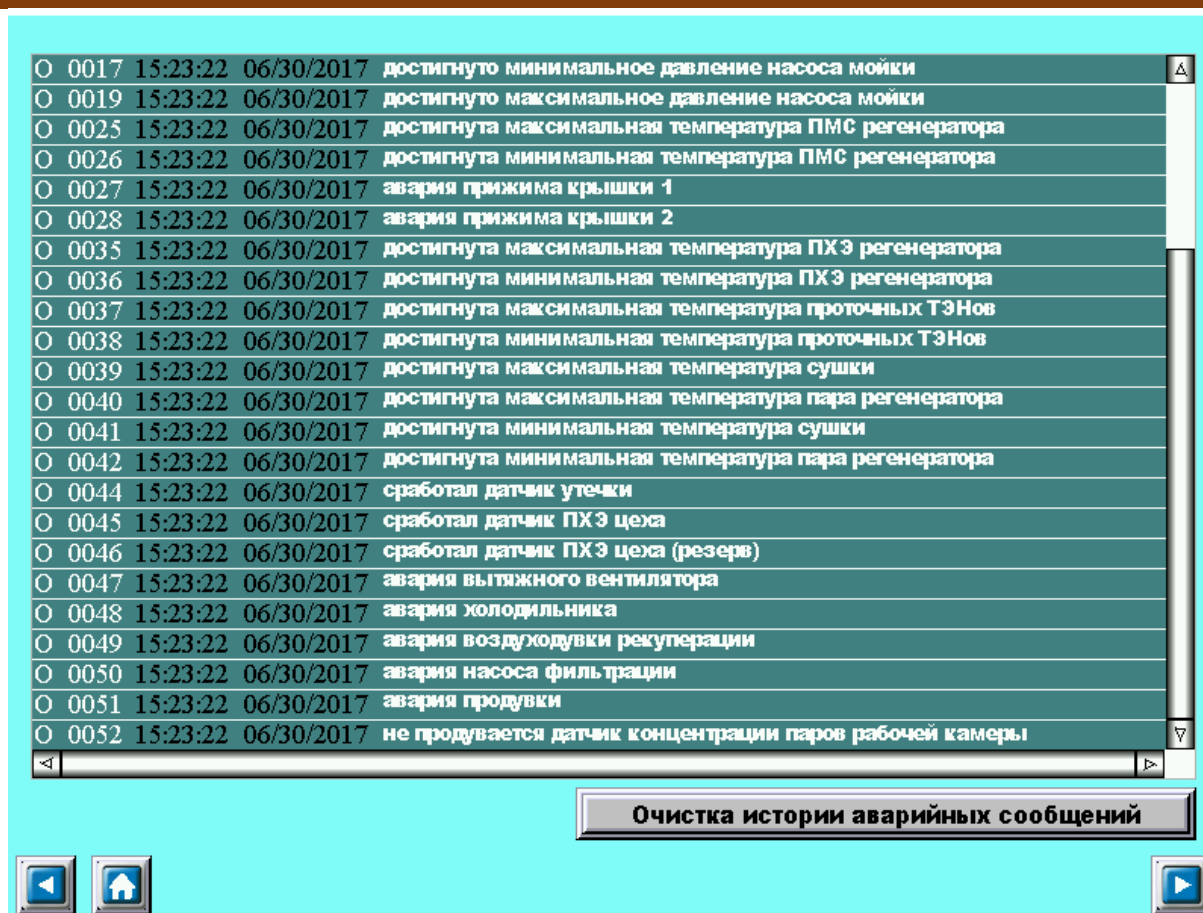 O 0017 15:23:22 06/30/2017 достигнуто минимальное давление насоса мойки
O 0019 15:23:22 06/30/2017 достигнуто максимальное давление насоса мойки
O 0025 15:23:22 06/30/2017 достигнута максимальная температура ПМС регенератора
O 0026 15:23:22 06/30/2017 достигнута минимальная температура ПМС регенератора
O 0027 15:23:22 06/30/2017 авария прижима крышки 1
O 0028 15:23:22 06/30/2017 авария прижима крышки 2
O 0035 15:23:22 06/30/2017 достигнута максимальная температура ПХЭ регенератора
O 0036 15:23:22 06/30/2017 достигнута минимальная температура ПХЭ регенератора
O 0037 15:23:22 06/30/2017 достигнута максимальная температура проточных ТЭНов
O 0038 15:23:22 06/30/2017 достигнута минимальная температура проточных ТЭНов
O 0039 15:23:22 06/30/2017 достигнута максимальная температура сушки
O 0040 15:23:22 06/30/2017 достигнута максимальная температура пара регенератора
O 0041 15:23:22 06/30/2017 достигнута минимальная температура сушки
O 0042 15:23:22 06/30/2017 достигнута минимальная температура пара регенератора
O 0044 15:23:22 06/30/2017 сработал датчик утечки
O 0045 15:23:22 06/30/2017 сработал датчик ПХЭ цеха
O 0046 15:23:22 06/30/2017 сработал датчик ПХЭ цеха (резерв)
O 0047 15:23:22 06/30/2017 авария вытяжного вентилятора
O 0048 15:23:22 06/30/2017 авария холодильника
O 0049 15:23:22 06/30/2017 авария воздуходувки рекуперации
O 0050 15:23:22 06/30/2017 авария насоса фильтрации
O 0051 15:23:22 06/30/2017 авария продувки
O 0052 15:23:22 06/30/2017 не продувается датчик концентрации паров рабочей камеры
Очистка истории аварийных сообщений